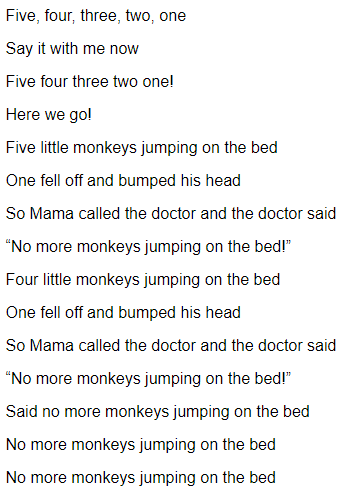 Five, four, three, two, one
Say it with me now
Five four three two one!
Here we go!
Five little monkeys jumping on the bed
One fell off and bumped his head
So Mama called the doctor and the doctor said
“No more monkeys jumping on the bed!”
Four little monkeys jumping on the bed
One fell off and bumped his head
So Mama called the doctor and the doctor said
“No more monkeys jumping on the bed!”
Said no more monkeys jumping on the bed
No more monkeys jumping on the bed
No more monkeys jumping on the bed